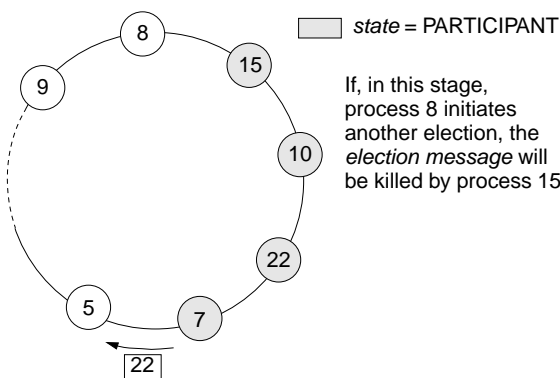 8
state = PARTICIPANT
15
9
If, in this stage,
process 8 initiates
another election, the
election message will
be killed by process 15
10
22
5
7
22